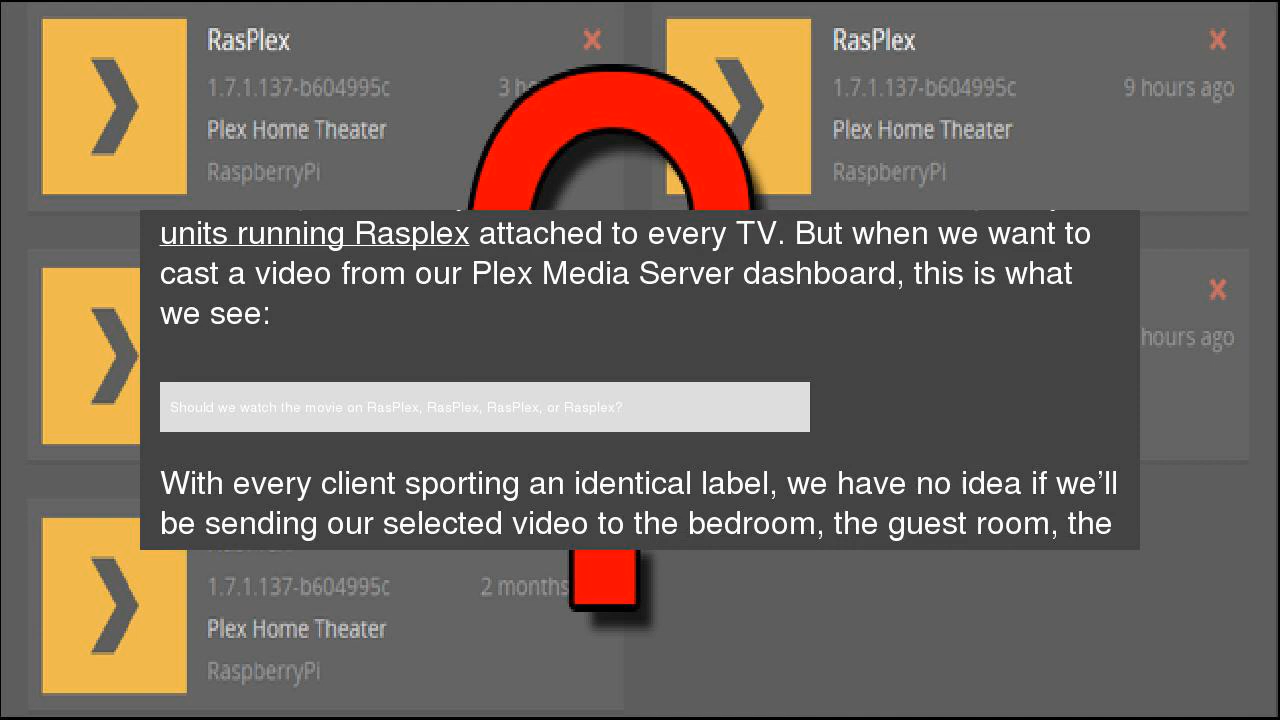 RasPlex
1.7.1.137-b604995c
Plex Home Theater
RaspberryPi
RasPlex
1.7.1.137-b604995c 9 hours ago
Plex Home Theater
RaspberryPi
units running Rasplex attached to every TV. But when we want to
cast a video from our Plex Media Server dashboard, this is what
we see:
hours ago
Should we watch the movie on RasPlex, RasPlex, RasPlex, or Rasplex?
With every client sporting an identical label, we have no idea if we’ll
be sending our selected video to the bedroom, the guest room, the
1.7.1.137-b604995c 2 months
Plex Home Theater
RaspberryPi